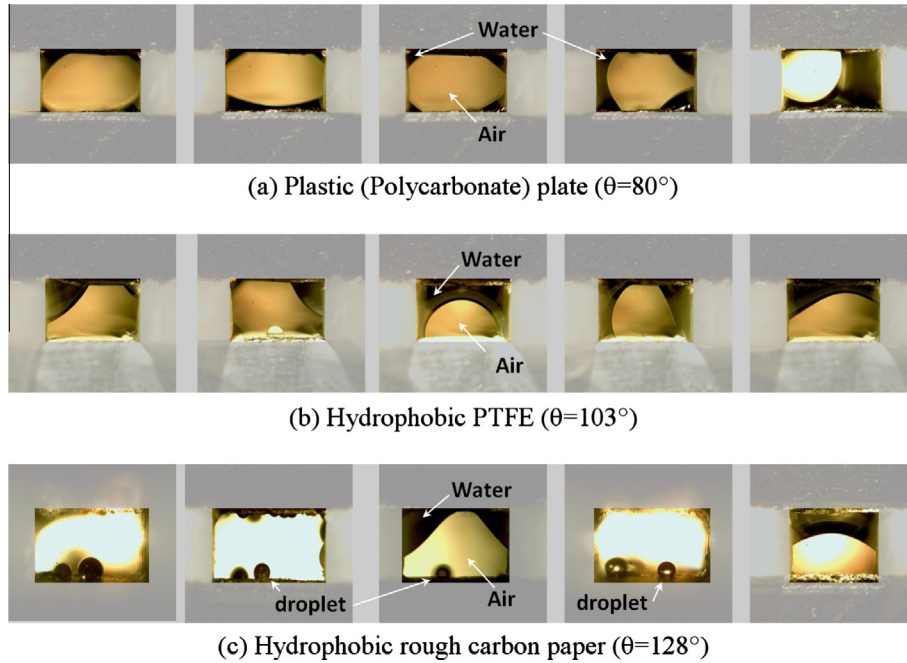 Water
Air
(a) Plastic (Polycarbonate) plate (θ=80°)
Water
Air
(b) Hydrophobic PTFE (θ=103°)
Water
droplet
Air
droplet
(c) Hydrophobic rough carbon paper (θ=128°)